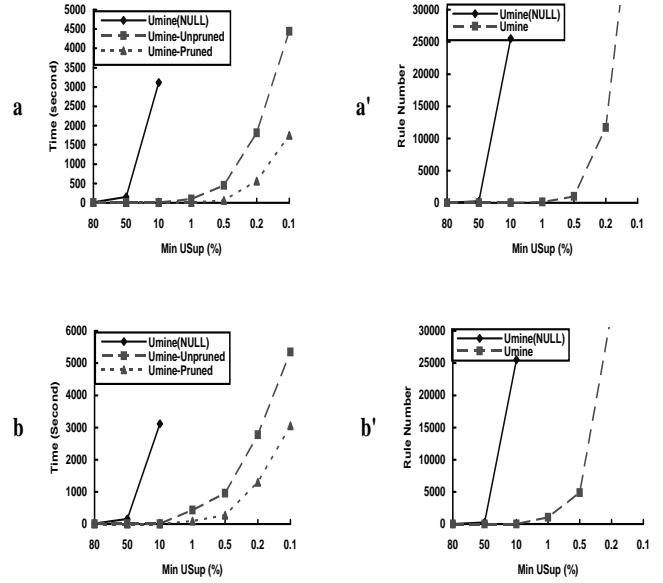 a
Time (second)
5000
4500
4000
3500
3000
2500
2000
1500
1000
500
0
Umine(NULL)
Umine-Unpruned
Umine-Pruned
80 50 10 1 0.5 0.2 0.1
Min USup (%)
a'
Rule Number
30000
25000
20000
15000
10000
5000
0
Umine(NULL)
Umine
80 50 10 1 0.5 0.2 0.1
Min USup (%)
b
Time (Second)
6000
5000
4000
3000
2000
1000
0
Umine(NULL)
Umine-Unpruned
Umine-Pruned
80 50 10 1 0.5 0.2 0.1
Min USup (%)
b'
Rule Number
30000
25000
20000
15000
10000
5000
0
Umine(NULL)
Umine
80 50 10 1 0.5 0.2 0.1
Min USup (%)